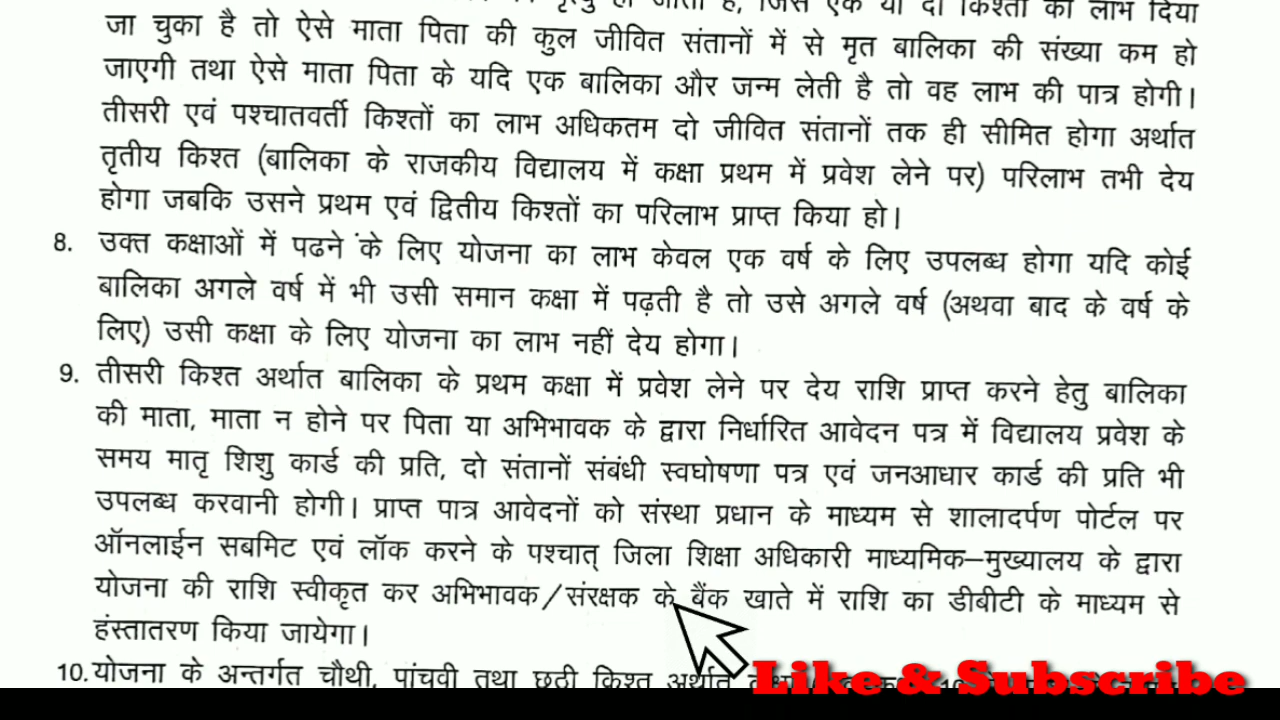 जा चुका है तो ऐसे माता पिता की कुल जीवित संतानों में से मृत बालिका की संख्या कम हो
जाएगी तथा ऐसे माता पिता के यदि एक बालिका और जन्म लेती है तो वह लाभ की पात्र होगी।
तीसरी एवं पश्चातवर्ती किश्तों का लाभ अधिकतम दो जीवित संतानों तक ही सीमित होगा अर्थात
तृतीय किश्त (बालिका के राजकीय विद्यालय में कक्षा प्रथम में प्रवेश लेने पर) परिलाभ तभी देय
होगा जबकि उसने प्रथम एवं द्वितीय किश्तों का परिलाभ प्राप्त किया हो।
8. उक्त कक्षाओं में पढने के लिए योजना का लाभ केवल एक वर्ष के लिए उपलब्ध होगा यदि कोई
बालिका अगले वर्ष में भी उसी समान कक्षा में पढ़ती है तो उसे अगले वर्ष (अथवा बाद के वर्ष के
लिए) उसी कक्षा के लिए योजना का लाभ नहीं देय होगा।
9. तीसरी किश्त अर्थात बालिका के प्रथम कक्षा में प्रवेश लेने पर देय राशि प्राप्त करने हेतु बालिका
की माता, माता न होने पर पिता या अभिभावक के द्वारा निर्धारित आवेदन पत्र में विद्यालय प्रवेश के
समय मातृ शिशु कार्ड की प्रति, दो संतानों संबंधी स्वघोषणा पत्र एवं जनआधार कार्ड की प्रति भी
उपलब्ध करवानी होगी। प्राप्त पात्र आवेदनों को संस्था प्रधान के माध्यम से शालादर्पण पोर्टल पर
ऑनलाईन सबमिट एवं लॉक करने के पश्चात् जिला शिक्षा अधिकारी माध्यमिक–मुख्यालय के द्वारा
योजना की राशि स्वीकृत कर अभिभावक/संरक्षक के बैंक खाते में राशि का डीबीटी के माध्यम से
हंस्तातरण किया जायेगा।
10. योजना के अन्तर्गत चौथी, पांचवी तथा छठी किश्त अर्थात
Like & Subscribe